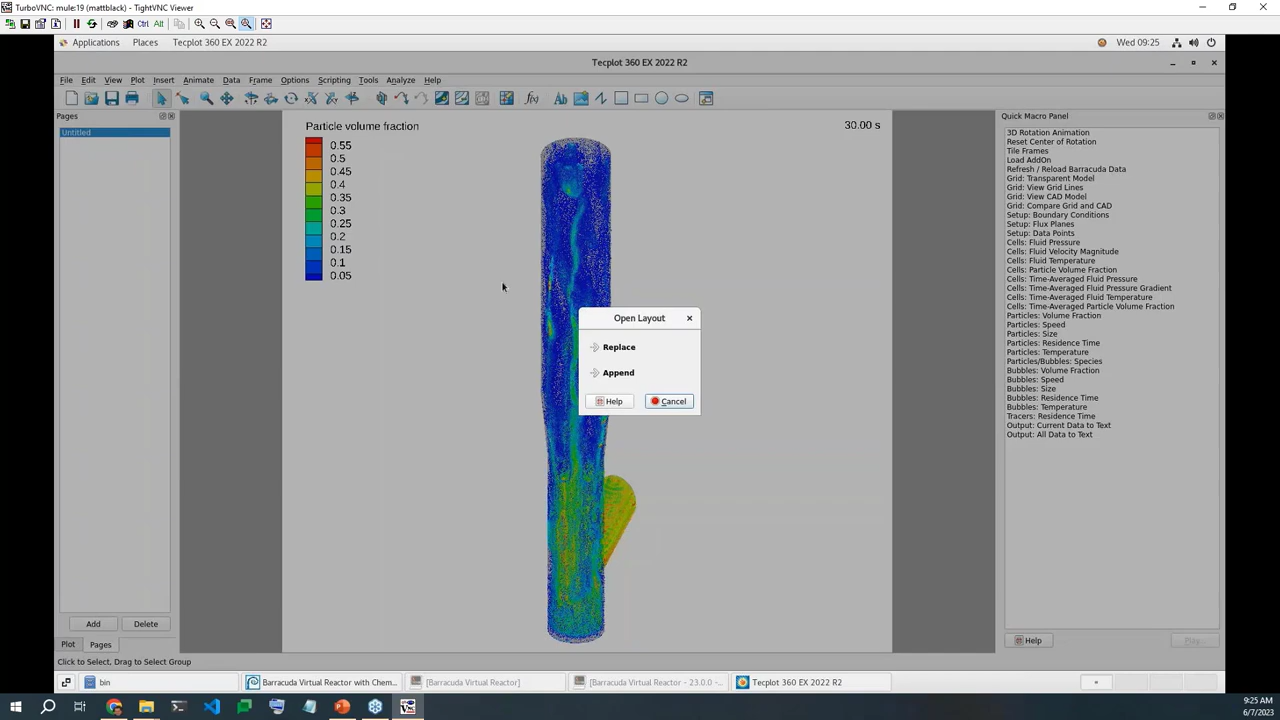 TurboVNC: mule:19 (mattblack) - TightVNC Viewer
Ctrl Alt
Applications Places Tecplot 360 EX 2022 R2 Wed 09:25
Tecplot 360 EX 2022 R2
File Edit View Plot Insert Animate Data Frame Options Scripting Tools Analyze Help
f(x) Ab
Pages
Untitled
Add Delete
Plot Pages
Click to Select, Drag to Select Group
Particle volume fraction
30.00 s
0.55
0.5
0.45
0.4
0.35
0.3
0.25
0.2
0.15
0.1
0.05
Open Layout
Replace
Append
Help Cancel
Quick Macro Panel
3D Rotation Animation
Reset Center of Rotation
Tile Frames
Load AddOn
Refresh / Reload Barracuda Data
Grid: Transparent Model
Grid: View Grid Lines
Grid: View CAD Model
Grid: Compare Grid and CAD
Setup: Boundary Conditions
Setup: Flux Planes
Setup: Data Points
Cells: Fluid Pressure
Cells: Fluid Velocity Magnitude
Cells: Fluid Temperature
Cells: Particle Volume Fraction
Cells: Time-Averaged Fluid Pressure
Cells: Time-Averaged Fluid Pressure Gradient
Cells: Time-Averaged Fluid Temperature
Cells: Time-Averaged Particle Volume Fraction
Particles: Volume Fraction
Particles: Speed
Particles: Size
Particles: Residence Time
Particles: Temperature
Particles/Bubbles: Species
Bubbles: Volume Fraction
Bubbles: Speed
Bubbles: Size
Bubbles: Residence Time
Bubbles: Temperature
Tracers: Residence Time
Output: Current Data to Text
Output: All Data to Text
Help Play...
bin Barracuda Virtual Reactor with Chem... [Barracuda Virtual Reactor] [Barracuda Virtual Reactor - 23.0.0 -... Tecplot 360 EX 2022 R2
9:25 AM
6/7/2023